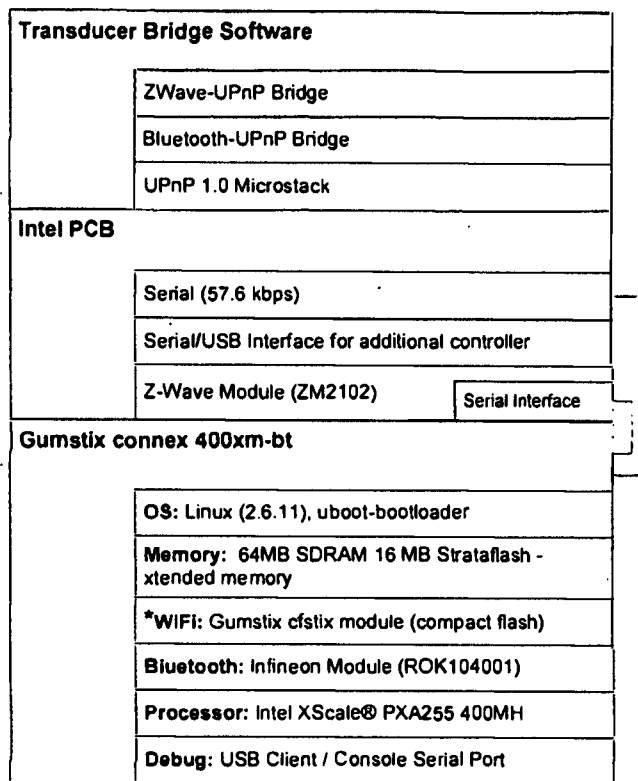 Transducer Bridge Software
ZWave-UPnP Bridge
Bluetooth-UPnP Bridge
UPnP 1.0 Microstack
Intel PCB
Serial (57.6 kbps)
Serial/USB Interface for additional controller
Z-Wave Module (ZM2102)
Serial Interface
Gumstix connex 400xm-bt
OS: Linux (2.6.11), uboot-bootloader
Memory: 64MB SDRAM 16 MB Strataflash -
xtended memory
*WiFi: Gumstix cfstix module (compact flash)
Bluetooth: Infineon Module (ROK104001)
Processor: Intel XScale® PXA255 400MH
Debug: USB Client / Console Serial Port